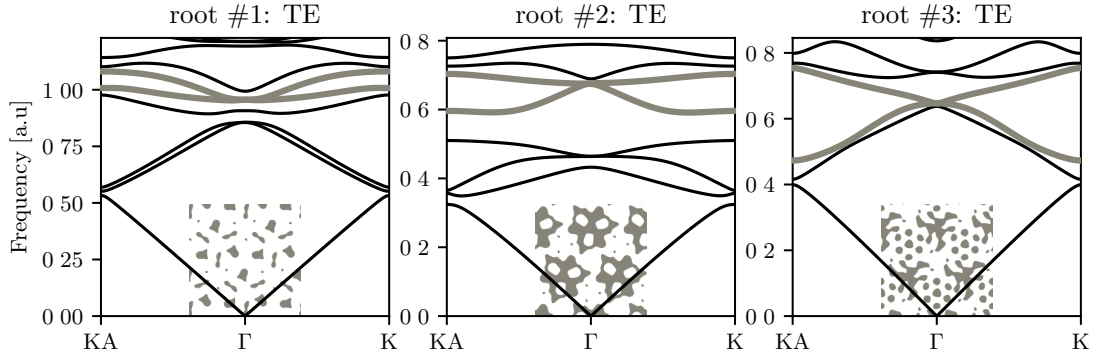 root #1: TE
root #2: TE
root #3: TE
Frequency [a.u]
1 00
0 75
0 50
0 25
0 00
0 8
0 6
0 4
0 2
0 0
0 8
0 6
0 4
0 2
0 0
KA Γ K
KA Γ K
KA Γ K